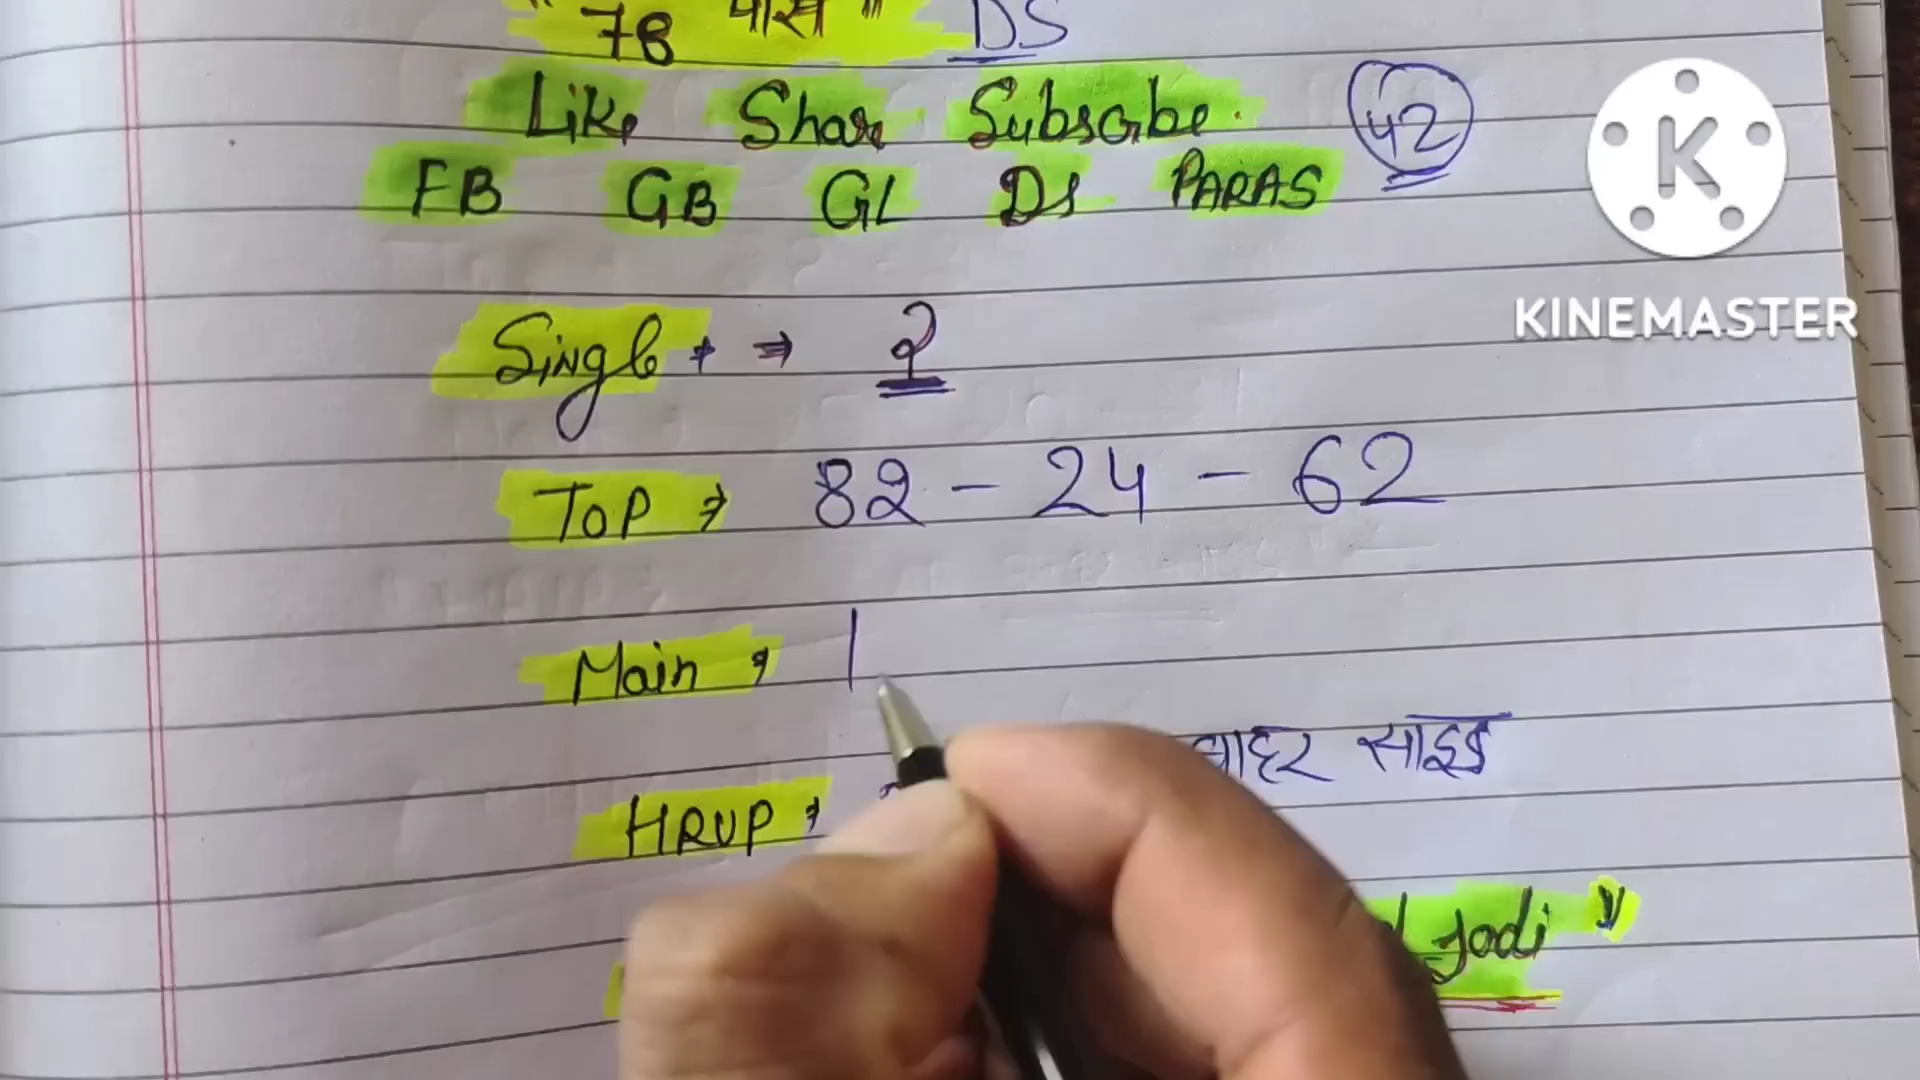 "78 पास" DS
Like Share Subscribe. 42
FB GB GL DS PARAS
KINEMASTER
Single → ⇒ 2
TOP → 82 - 24 - 62
Main → 1
बाहर साइड
HRUP →
Jodi"